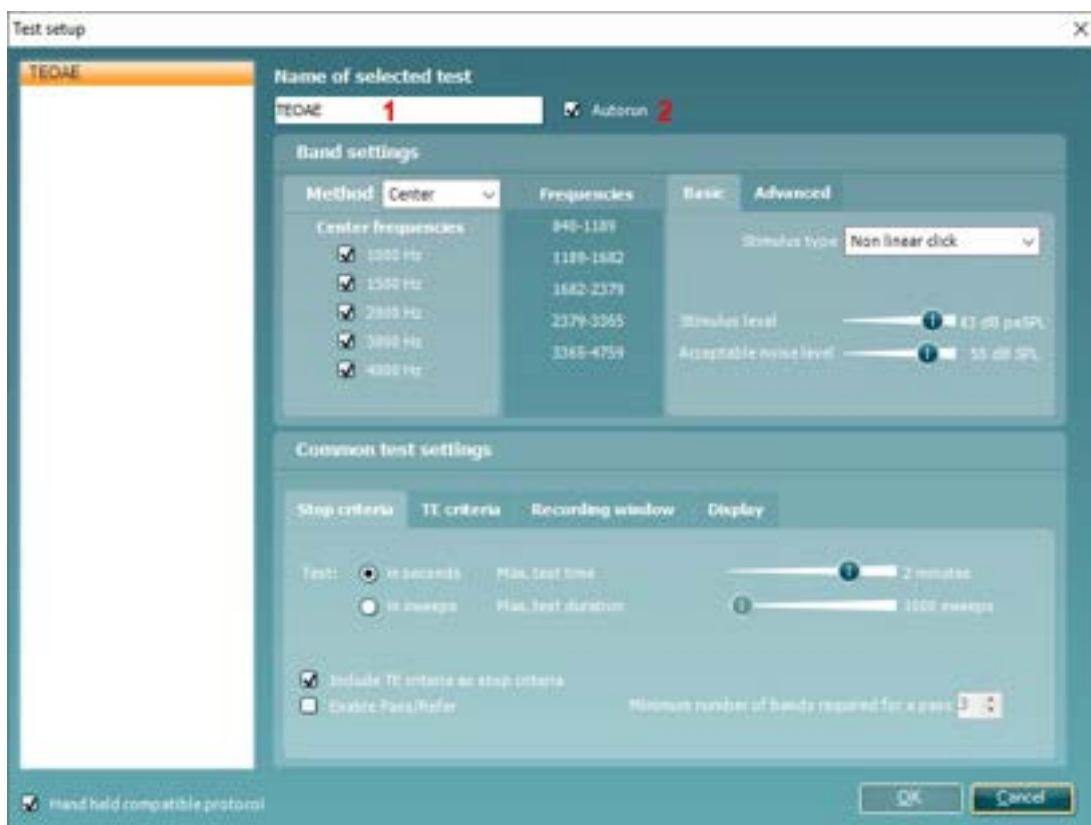 Test setup
TEOAE
Name of selected test
TEOAE 1 Autorun 2
Band settings
Method Center
Frequencies
Basic Advanced
Center frequencies
1000 Hz
1500 Hz
2000 Hz
3000 Hz
4000 Hz
840-1189
1189-1682
1682-2379
2379-3365
3365-4759
Stimulus type Non linear click
Stimulus level 83 dB peSPL
Acceptable noise level 55 dB SPL
Common test settings
Stop criteria TE criteria Recording window Display
Test: In seconds Max. test time 2 minutes
In sweeps Max. test duration sweeps
Include TE criteria as stop criteria
Enable Pass/Refer Minimum number of bands required for a pass 3
Hand held compatible protocol
OK Cancel